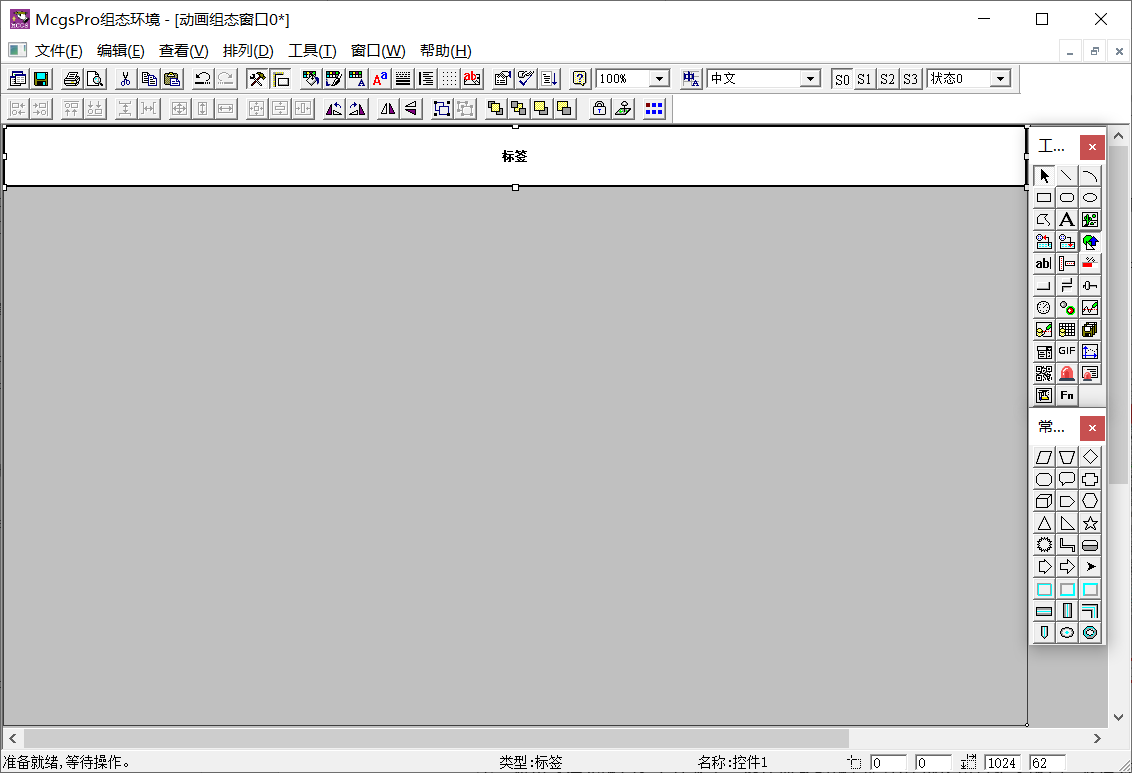 McgsPro组态环境 - [动画组态窗口0*]
文件(F) 编辑(E) 查看(V) 排列(D) 工具(T) 窗口(W) 帮助(H)
100% 中文 S0 S1 S2 S3 状态0
标签
工...
A
ab|
GIF
Fn
常...
准备就绪,等待操作。 类型:标签 名称:控件1 0 0 1024 62